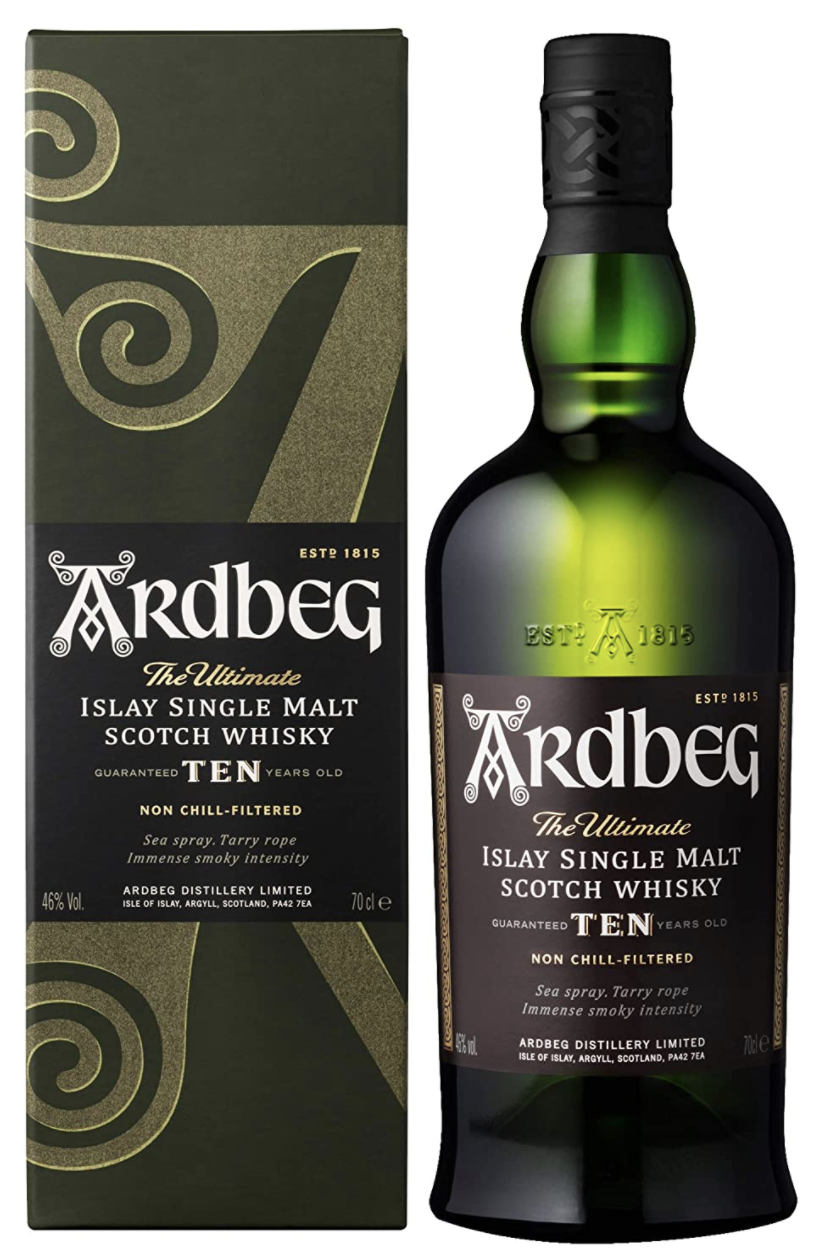 ESTD 1815
ARdbEG
The Ultimate
ISLAY SINGLE MALT
SCOTCH WHISKY
GUARANTEED TEN YEARS OLD
NON CHILL-FILTERED
Sea spray. Tarry rope
Immense smoky intensity
46% Vol.
ARDBEG DISTILLERY LIMITED
ISLE OF ISLAY, ARGYLL, SCOTLAND, PA42 7EA
70 cl e
ESTD A 1815
ESTD 1815
ARdbEG
The Ultimate
ISLAY SINGLE MALT
SCOTCH WHISKY
GUARANTEED TEN YEARS OLD
NON CHILL-FILTERED
Sea spray. Tarry rope
Immense smoky intensity
46% vol.
ARDBEG DISTILLERY LIMITED
ISLE OF ISLAY, ARGYLL, SCOTLAND, PA42 7EA
70cl e